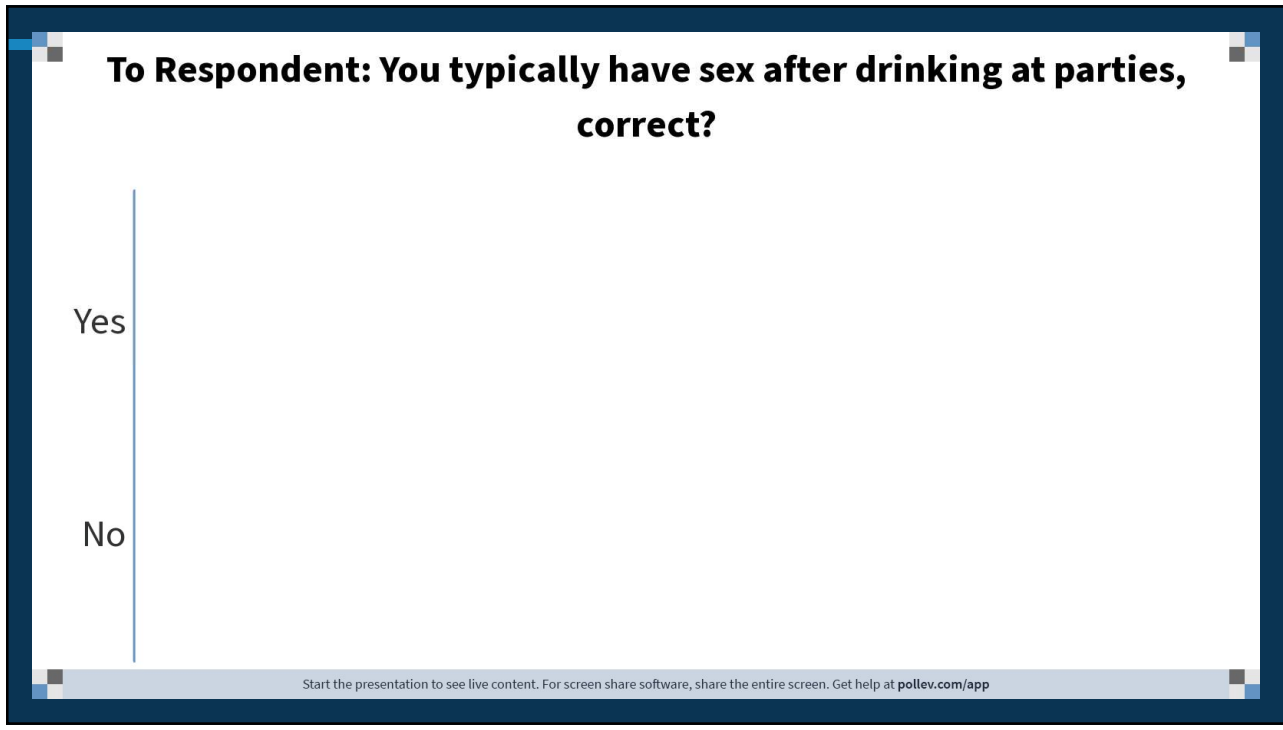 To Respondent: You typically have sex after drinking at parties,
correct?
Yes
No
Start the presentation to see live content. For screen share software, share the entire screen. Get help at pollev.com/app